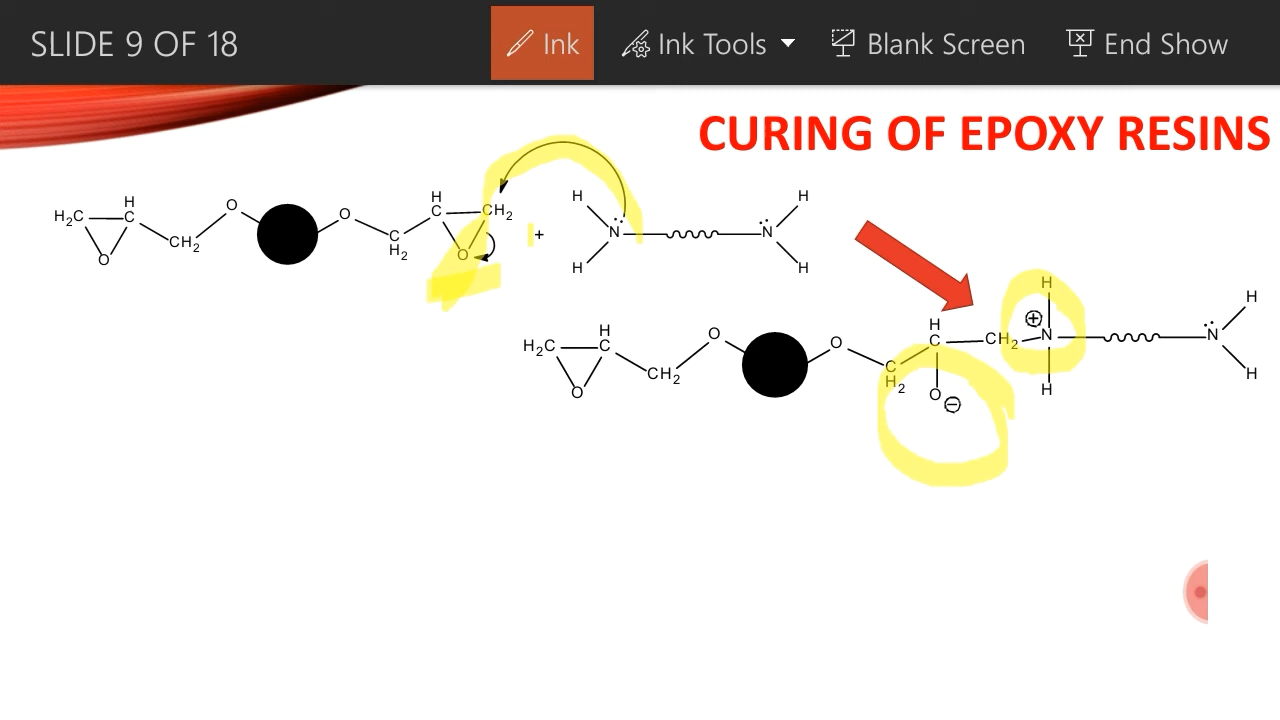 SLIDE 9 OF 18
Ink
Ink Tools
Blank Screen
End Show
CURING OF EPOXY RESINS
H₂C
H
C
O
CH₂
O
O
C
H₂
H
C
CH₂
O
+
H
N
H
H
N
H
H₂C
H
C
O
CH₂
O
O
C
H₂
H
C
O
⊖
CH₂
⊕
H
N
H
H
N
H